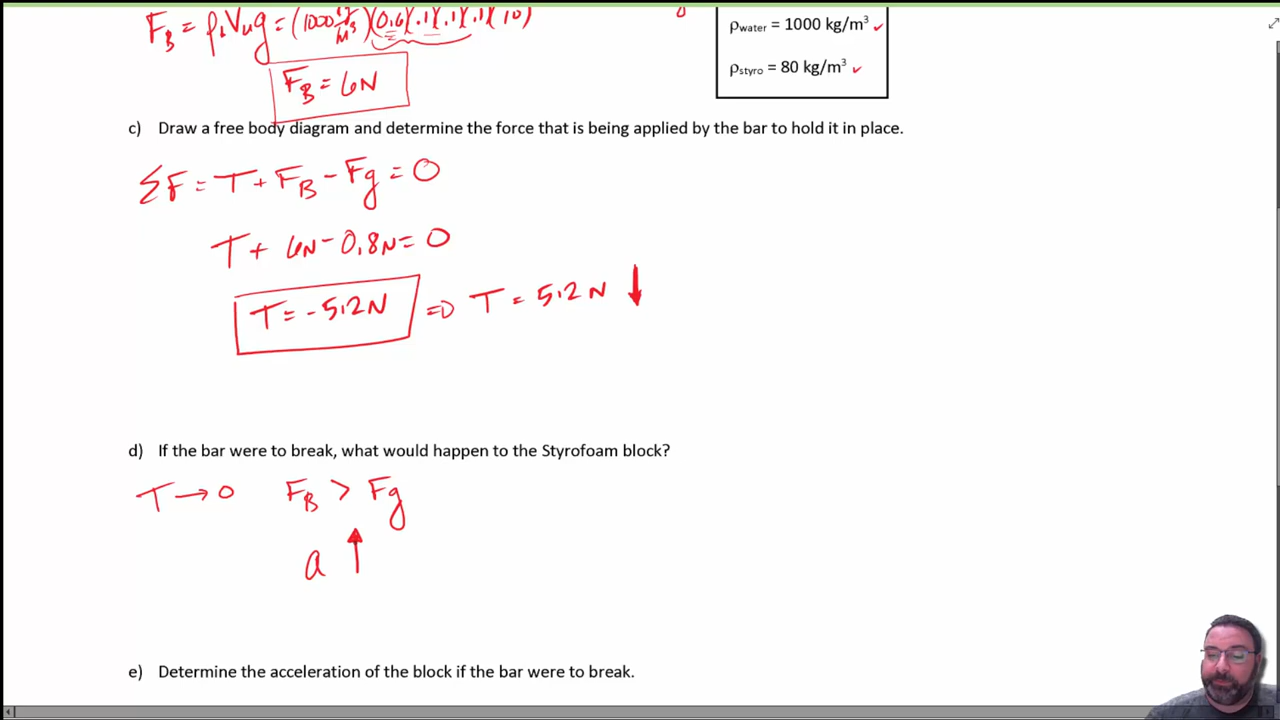 F_B = ρ_L V_u g = (1000 kg/m³)(0.6)(.1)(.1)(.1)(10)
ρwater = 1000 kg/m³ ✓
ρstyro = 80 kg/m³ ✓
F_B = 6N
c) Draw a free body diagram and determine the force that is being applied by the bar to hold it in place.
ΣF = T + F_B - Fg = 0
T + 6N - 0.8N = 0
T = -5.2N => T = 5.2N ↓
d) If the bar were to break, what would happen to the Styrofoam block?
T → 0 F_B > Fg
a ↑
e) Determine the acceleration of the block if the bar were to break.